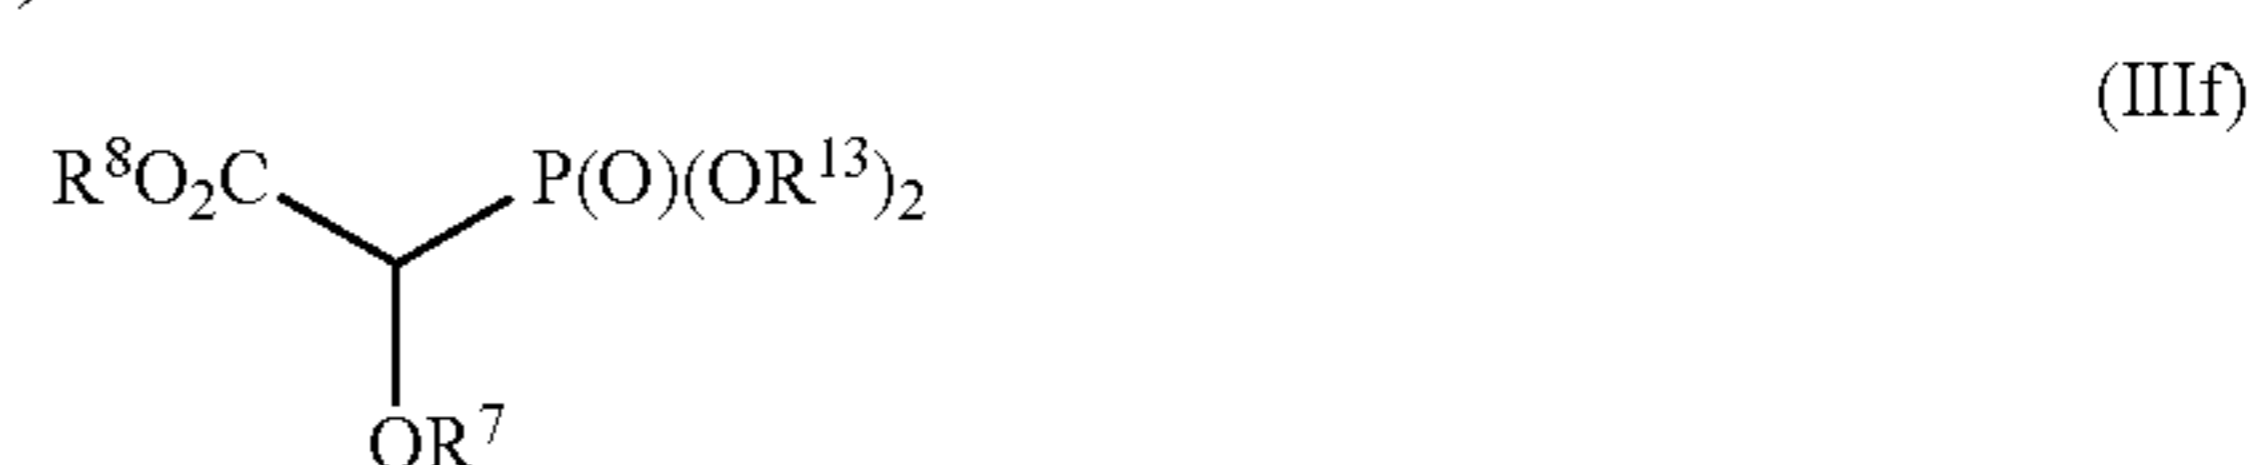 (IIIf)
R⁸O₂C P(O)(OR¹³)₂
OR⁷